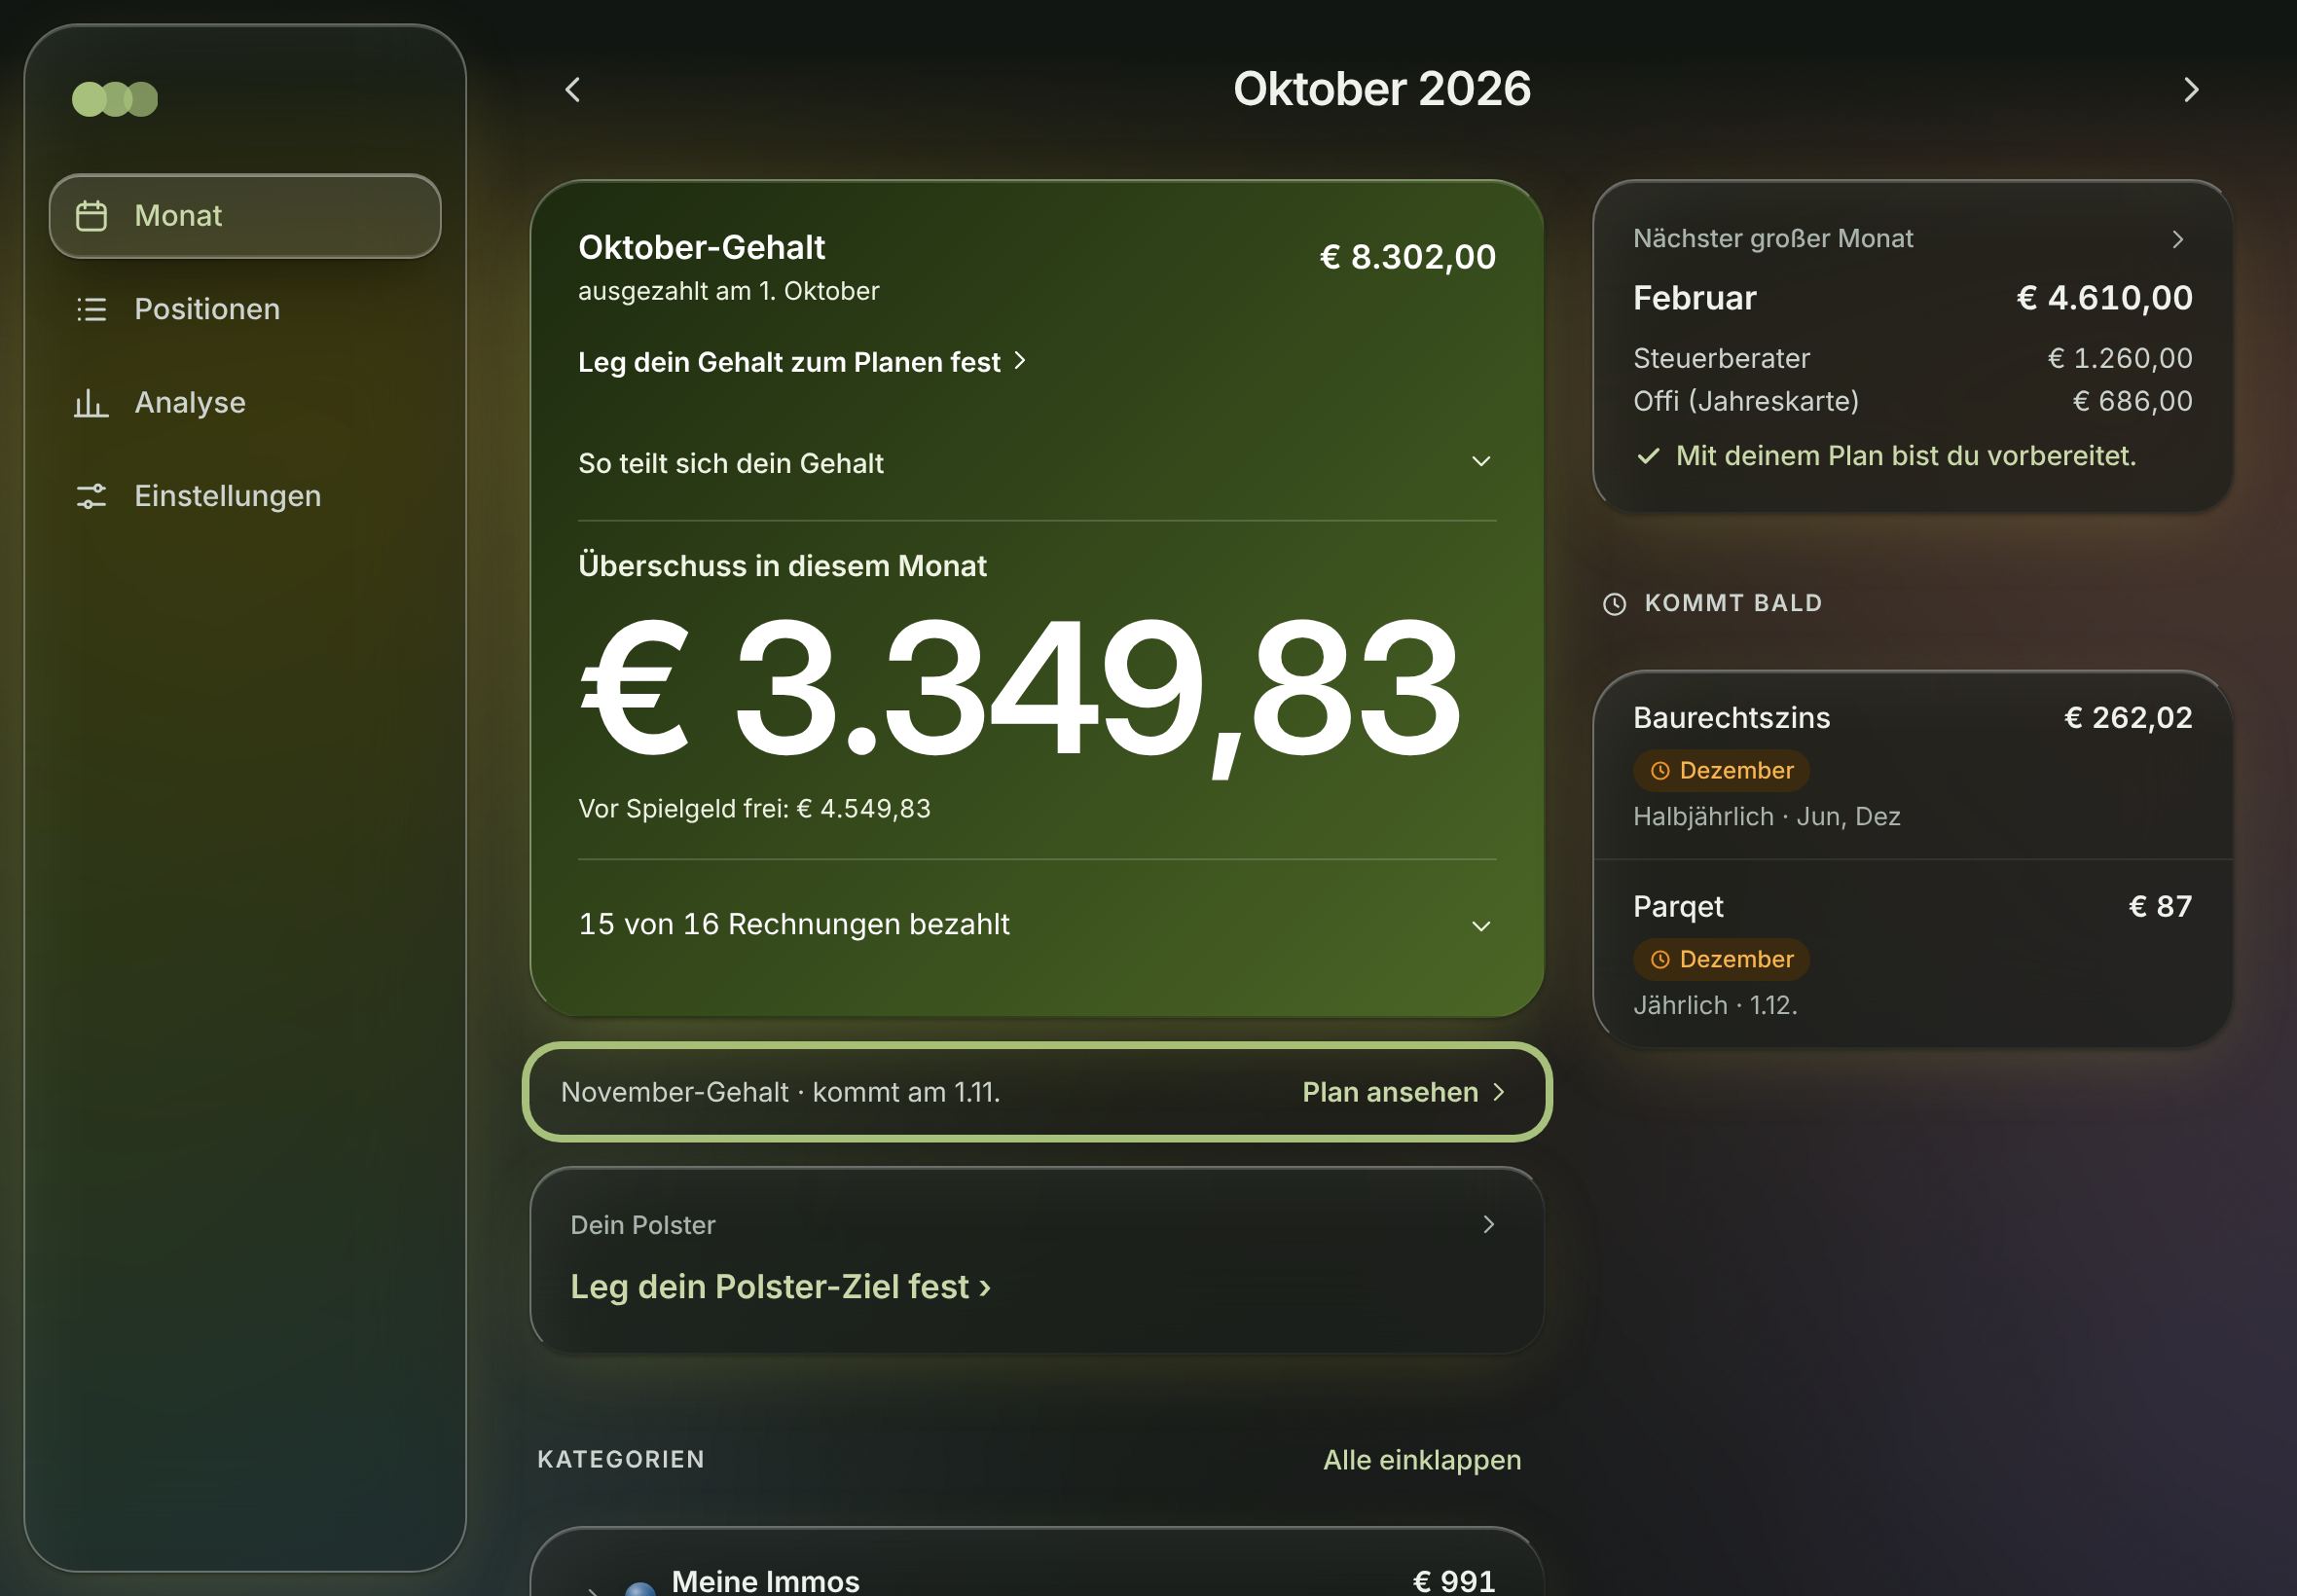 Oktober 2026
Monat
Positionen
Analyse
Einstellungen
Oktober-Gehalt
€ 8.302,00
ausgezahlt am 1. Oktober
Leg dein Gehalt zum Planen fest
So teilt sich dein Gehalt
Überschuss in diesem Monat
€ 3.349,83
Vor Spielgeld frei: € 4.549,83
15 von 16 Rechnungen bezahlt
November-Gehalt · kommt am 1.11.
Plan ansehen
Dein Polster
Leg dein Polster-Ziel fest ›
KATEGORIEN
Alle einklappen
Meine Immos
€ 991
Nächster großer Monat
Februar
€ 4.610,00
Steuerberater
€ 1.260,00
Offi (Jahreskarte)
€ 686,00
Mit deinem Plan bist du vorbereitet.
KOMMT BALD
Baurechtszins
€ 262,02
Dezember
Halbjährlich · Jun, Dez
Parqet
€ 87
Dezember
Jährlich · 1.12.